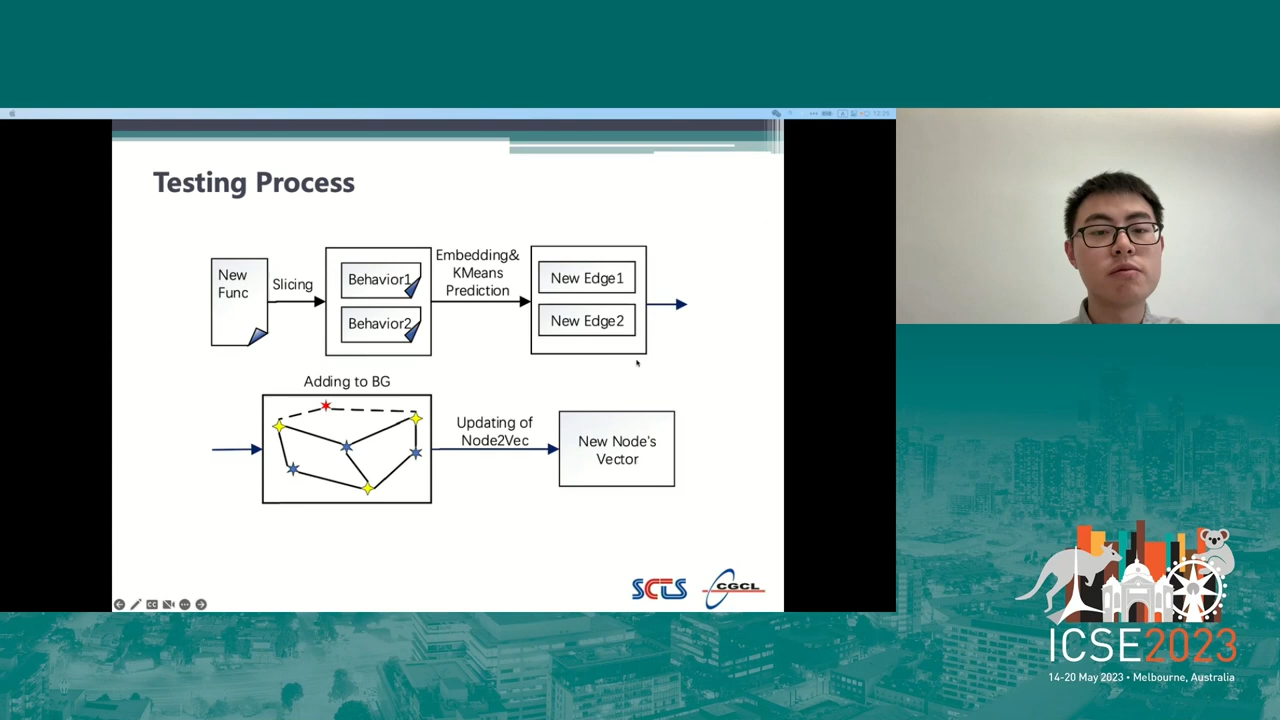 Testing Process
New
Func
Slicing
Behavior1
Behavior2
Embedding&
KMeans
Prediction
New Edge1
New Edge2
Adding to BG
Updating of
Node2Vec
New Node's
Vector
SCTS
CGCL
ICSE2023
14-20 May 2023 • Melbourne, Australia